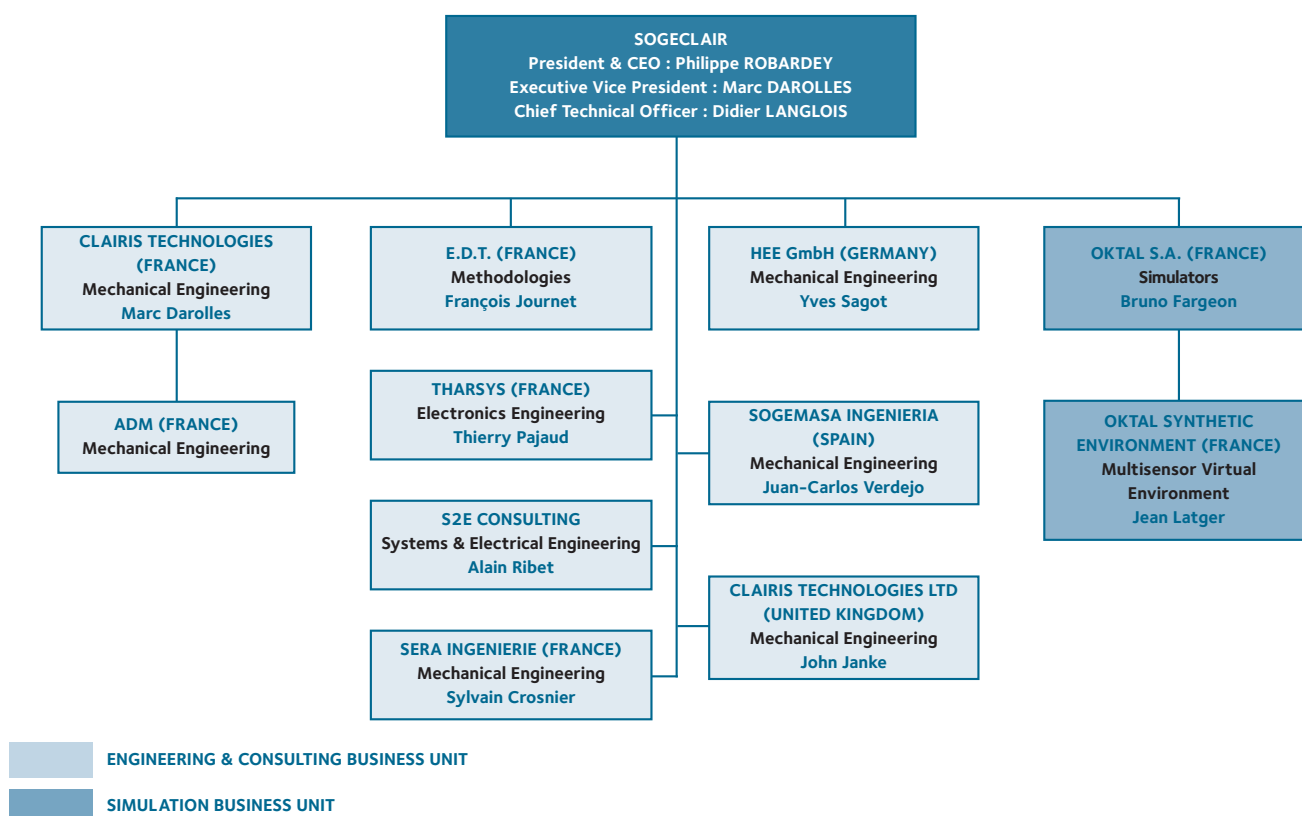 SOGECLAIR
President & CEO : Philippe ROBARDEY
Executive Vice President : Marc DAROLLES
Chief Technical Officer : Didier LANGLOIS
CLAIRIS TECHNOLOGIES
(FRANCE)
Mechanical Engineering
Marc Darolles
E.D.T. (FRANCE)
Methodologies
François Journet
HEE GmbH (GERMANY)
Mechanical Engineering
Yves Sagot
OKTAL S.A. (FRANCE)
Simulators
Bruno Fargeon
ADM (FRANCE)
Mechanical Engineering
THARSYS (FRANCE)
Electronics Engineering
Thierry Pajaud
SOGEMASA INGENIERIA
(SPAIN)
Mechanical Engineering
Juan-Carlos Verdejo
OKTAL SYNTHETIC
ENVIRONMENT (FRANCE)
Multisensor Virtual
Environment
Jean Latger
S2E CONSULTING
Systems & Electrical Engineering
Alain Ribet
CLAIRIS TECHNOLOGIES LTD
(UNITED KINGDOM)
Mechanical Engineering
John Janke
SERA INGENIERIE (FRANCE)
Mechanical Engineering
Sylvain Crosnier
ENGINEERING & CONSULTING BUSINESS UNIT
SIMULATION BUSINESS UNIT